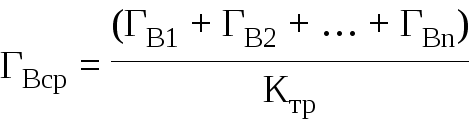 Г_Вср = (Г_В1 + Г_В2 + … + Г_Вn) / К_тр